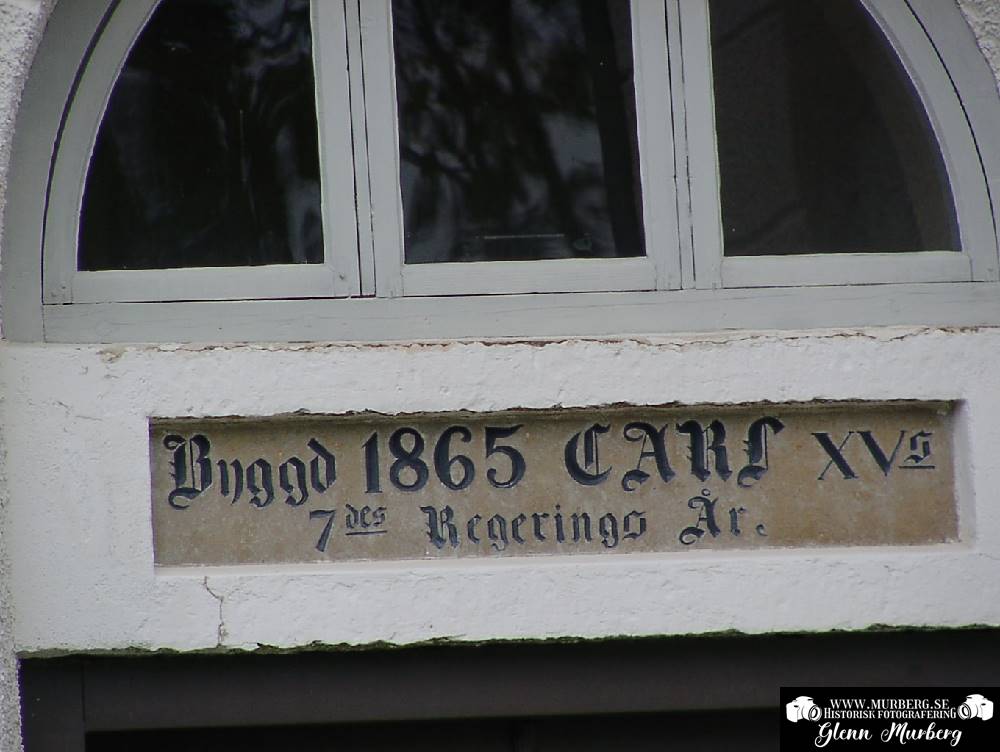 Byggd 1865 CARL XVs
7des Regerings År.
WWW.MURBERG.SE
HISTORISK FOTOGRAFERING
Glenn Murberg